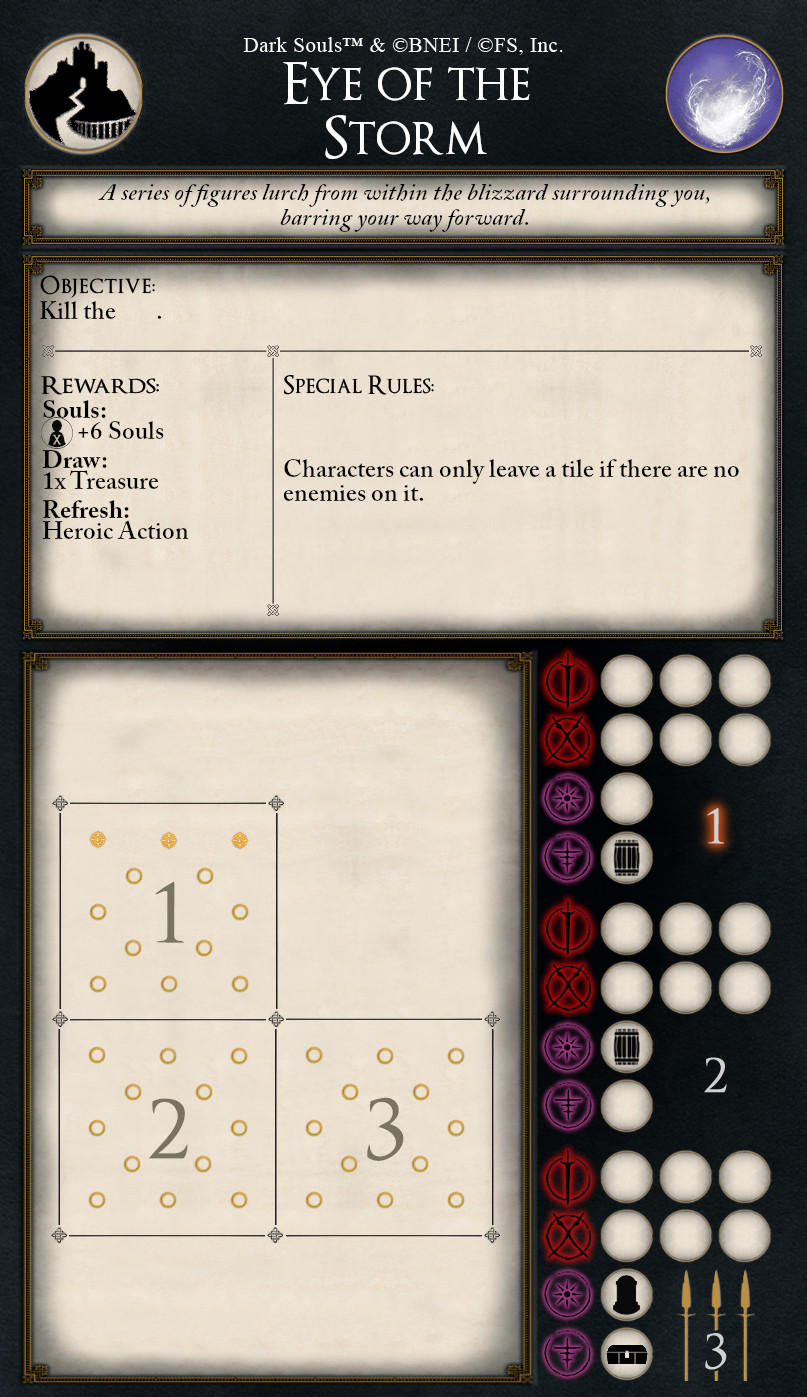 Dark Souls™ & ©BNEI / ©FS, Inc.
Eye of the
Storm
A series of figures lurch from within the blizzard surrounding you,
barring your way forward.
Objective:
Kill the .
Rewards:
Souls:
X +6 Souls
Draw:
1x Treasure
Refresh:
Heroic Action
Special Rules:
Characters can only leave a tile if there are no
enemies on it.
1
1
2
2
3
3